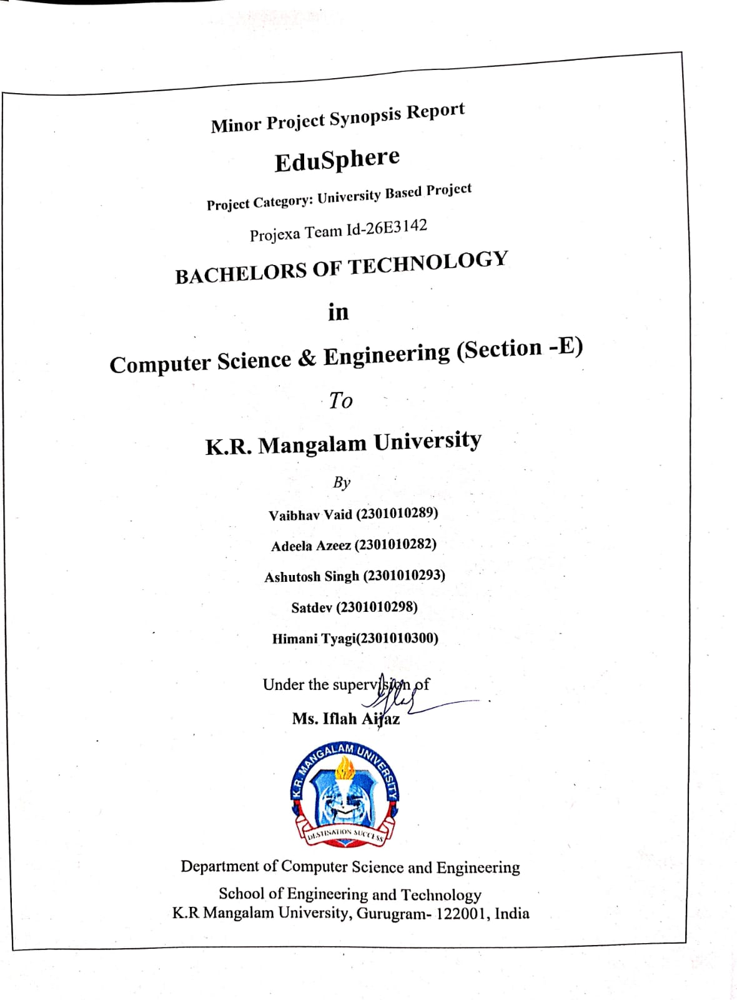 Minor Project Synopsis Report
EduSphere
Project Category: University Based Project
Projexa Team Id-26E3142
BACHELORS OF TECHNOLOGY
in
Computer Science & Engineering (Section -E)
To
K.R. Mangalam University
By
Vaibhav Vaid (2301010289)
Adeela Azeez (2301010282)
Ashutosh Singh (2301010293)
Satdev (2301010298)
Himani Tyagi(2301010300)
Under the supervision of
Ms. Iflah Aijaz
K.R. MANGALAM UNIVERSITY
DESTINATION SUCCESS
Department of Computer Science and Engineering
School of Engineering and Technology
K.R Mangalam University, Gurugram- 122001, India